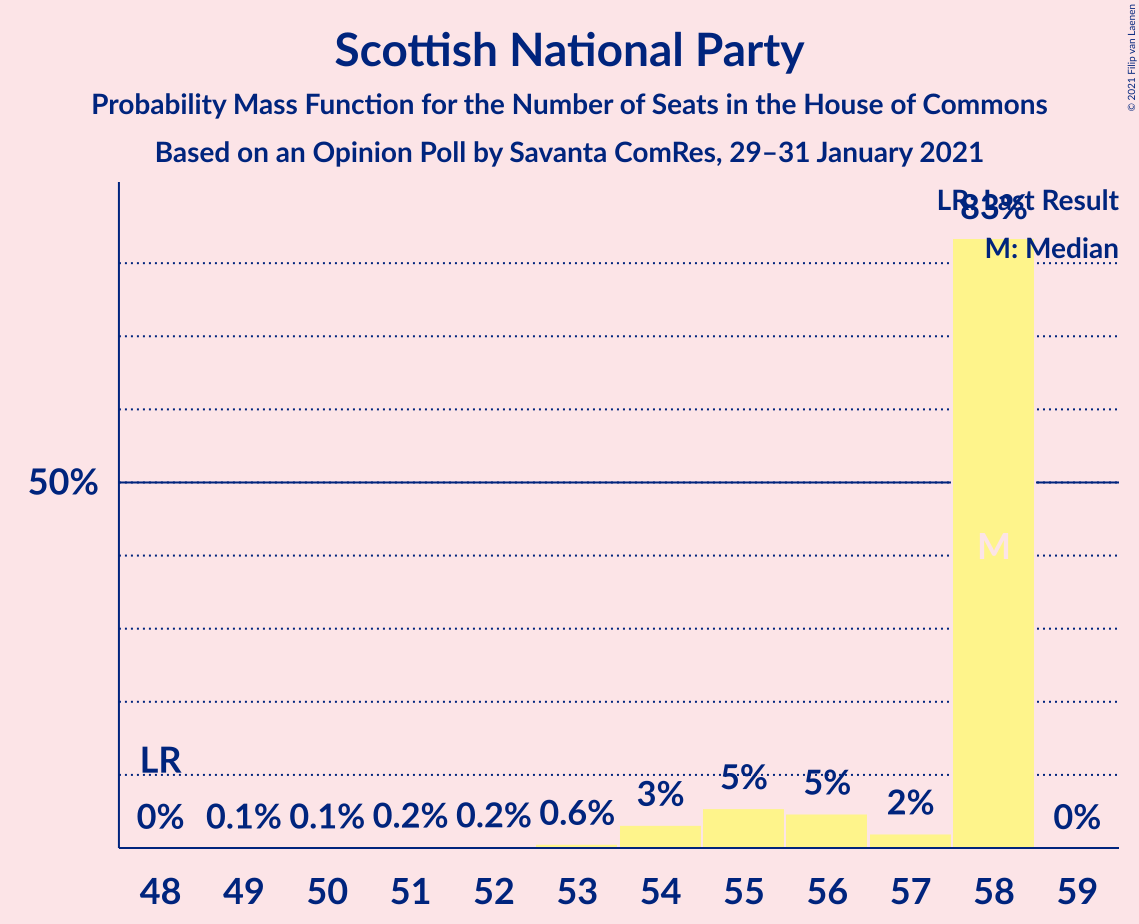 Scottish National Party
Probability Mass Function for the Number of Seats in the House of Commons
Based on an Opinion Poll by Savanta ComRes, 29–31 January 2021
© 2021 Filip van Laenen
LR: Last Result
83%
M: Median
50%
M
LR
0% 0.1% 0.1% 0.2% 0.2% 0.6% 3% 5% 5% 2% 0%
48 49 50 51 52 53 54 55 56 57 58 59